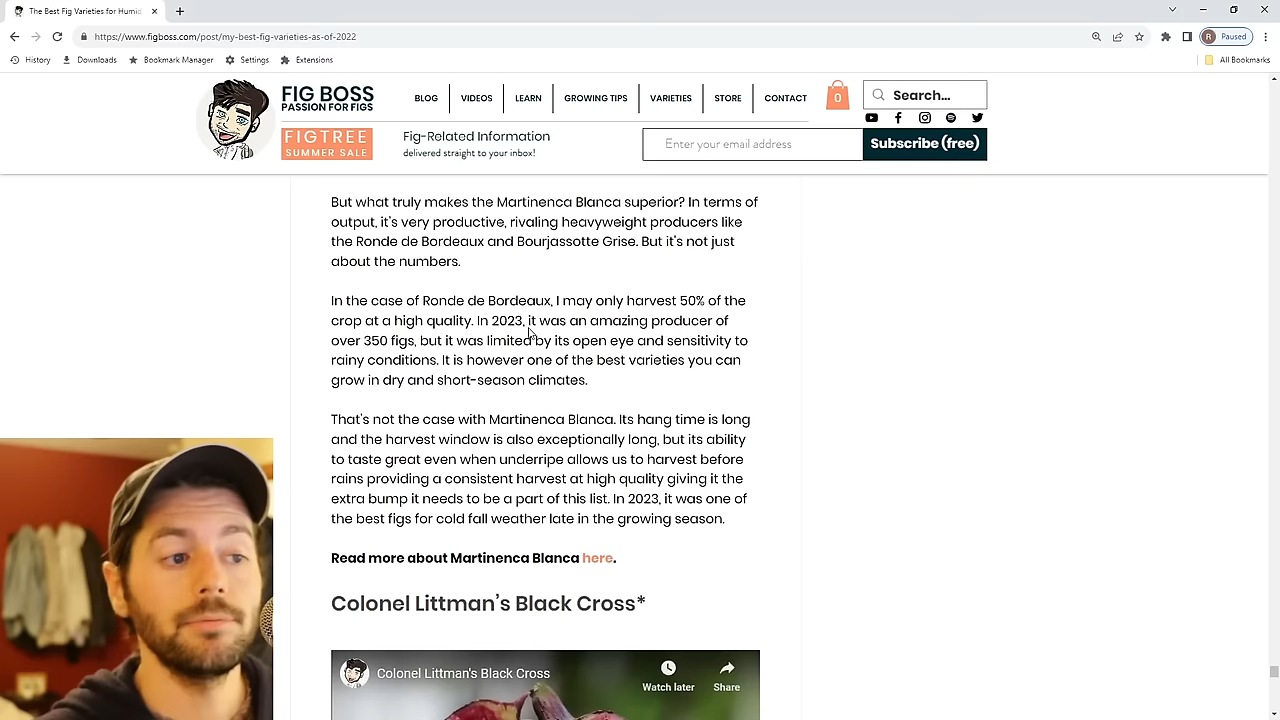 The Best Fig Varieties for Humid
https://www.figboss.com/post/my-best-fig-varieties-as-of-2022
R Paused
History Downloads Bookmark Manager Settings Extensions All Bookmarks
FIG BOSS
PASSION FOR FIGS
BLOG VIDEOS LEARN GROWING TIPS VARIETIES STORE CONTACT
0
Search...
FIGTREE
SUMMER SALE
Fig-Related Information
delivered straight to your inbox!
Enter your email address
Subscribe (free)
But what truly makes the Martinenca Blanca superior? In terms of
output, it's very productive, rivaling heavyweight producers like
the Ronde de Bordeaux and Bourjassotte Grise. But it's not just
about the numbers.
In the case of Ronde de Bordeaux, I may only harvest 50% of the
crop at a high quality. In 2023, it was an amazing producer of
over 350 figs, but it was limited by its open eye and sensitivity to
rainy conditions. It is however one of the best varieties you can
grow in dry and short-season climates.
That's not the case with Martinenca Blanca. Its hang time is long
and the harvest window is also exceptionally long, but its ability
to taste great even when underripe allows us to harvest before
rains providing a consistent harvest at high quality giving it the
extra bump it needs to be a part of this list. In 2023, it was one of
the best figs for cold fall weather late in the growing season.
Read more about Martinenca Blanca here.
Colonel Littman's Black Cross*
Colonel Littman's Black Cross
Watch later
Share